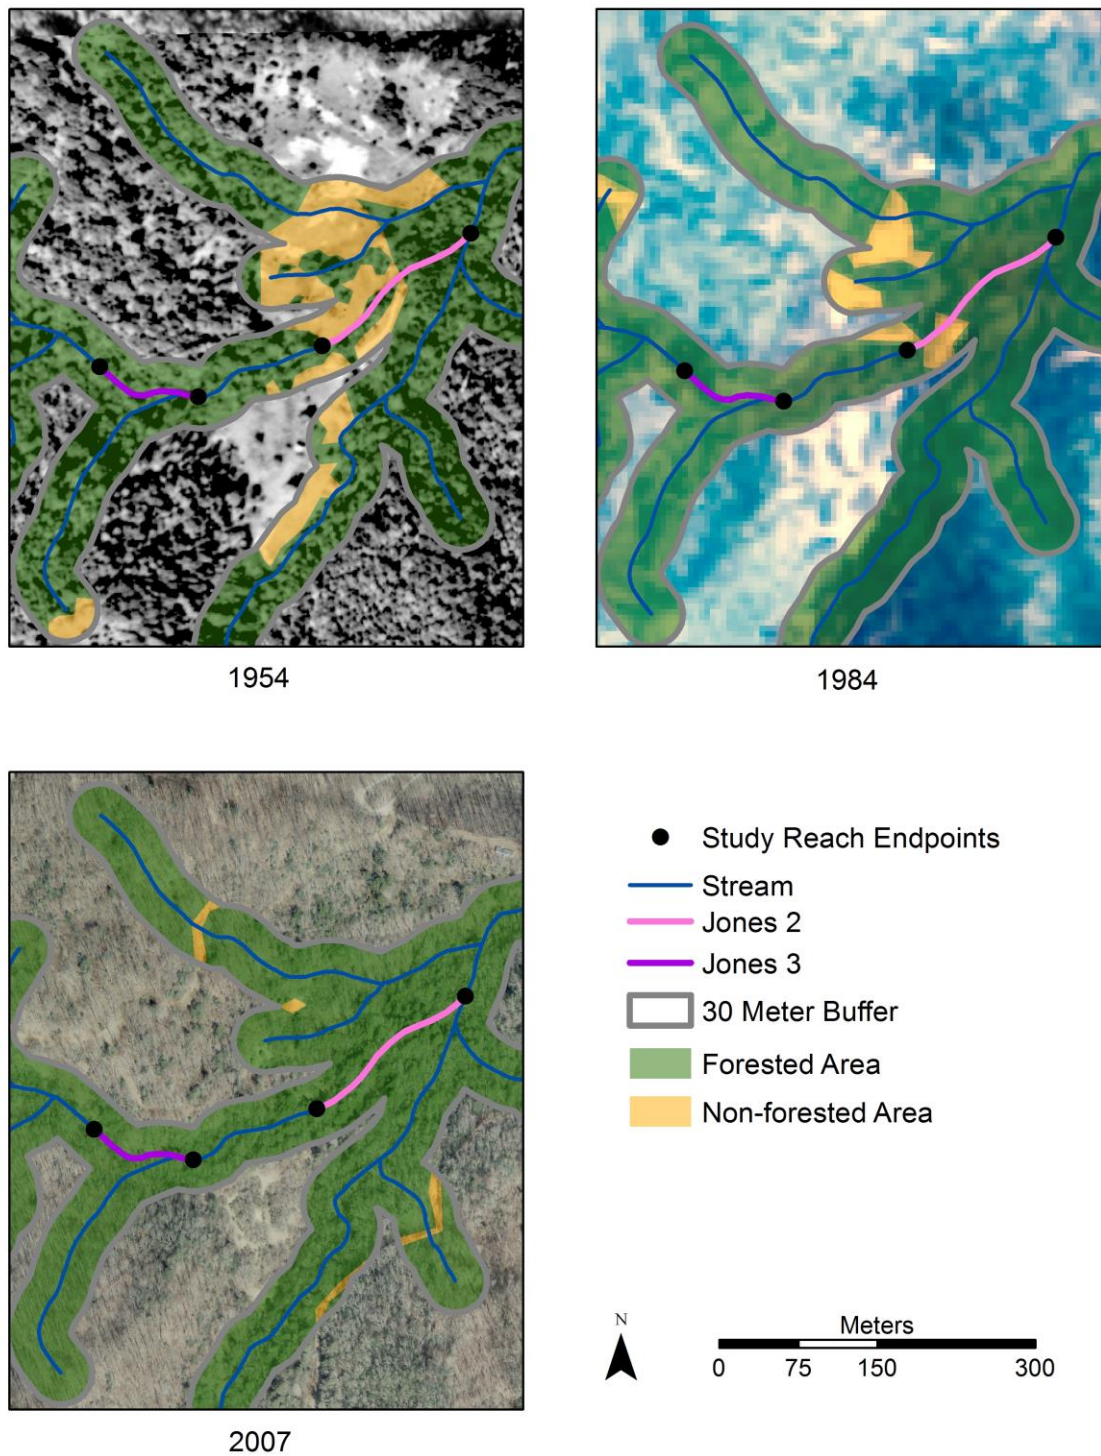 1954
1984
2007
Study Reach Endpoints
Stream
Jones 2
Jones 3
30 Meter Buffer
Forested Area
Non-forested Area
N
Meters
0 75 150 300